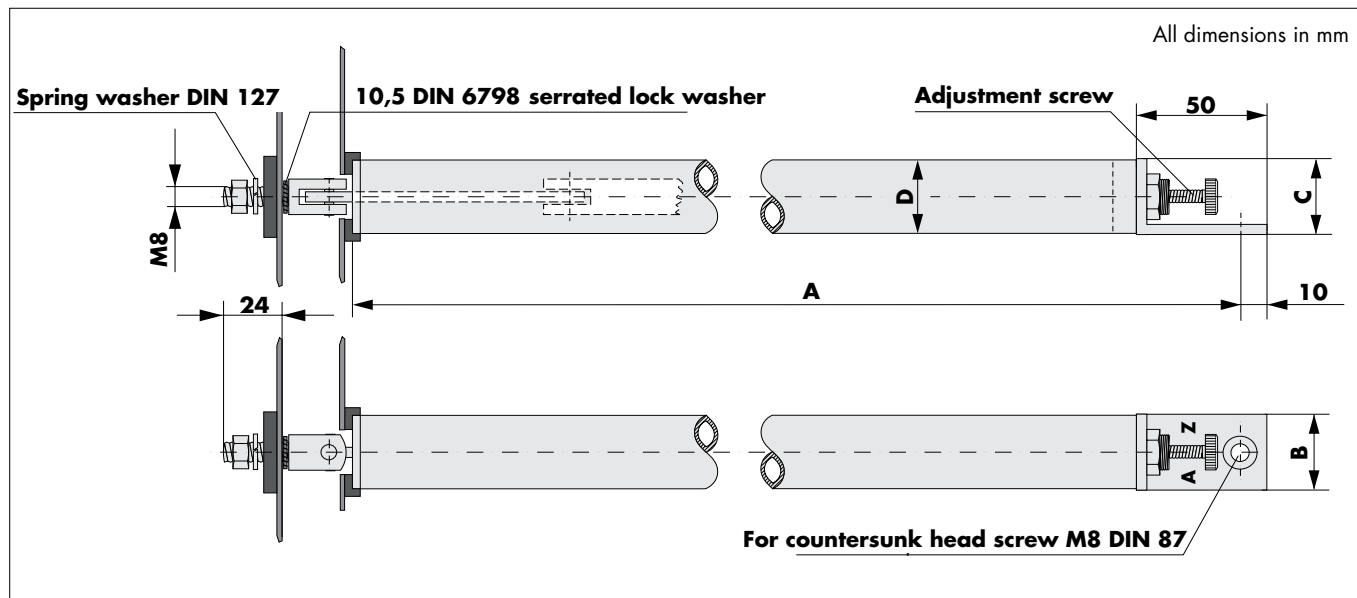 All dimensions in mm
Spring washer DIN 127
10,5 DIN 6798 serrated lock washer
Adjustment screw
50
M8
D
C
A
10
24
Z
A
B
For countersunk head screw M8 DIN 87